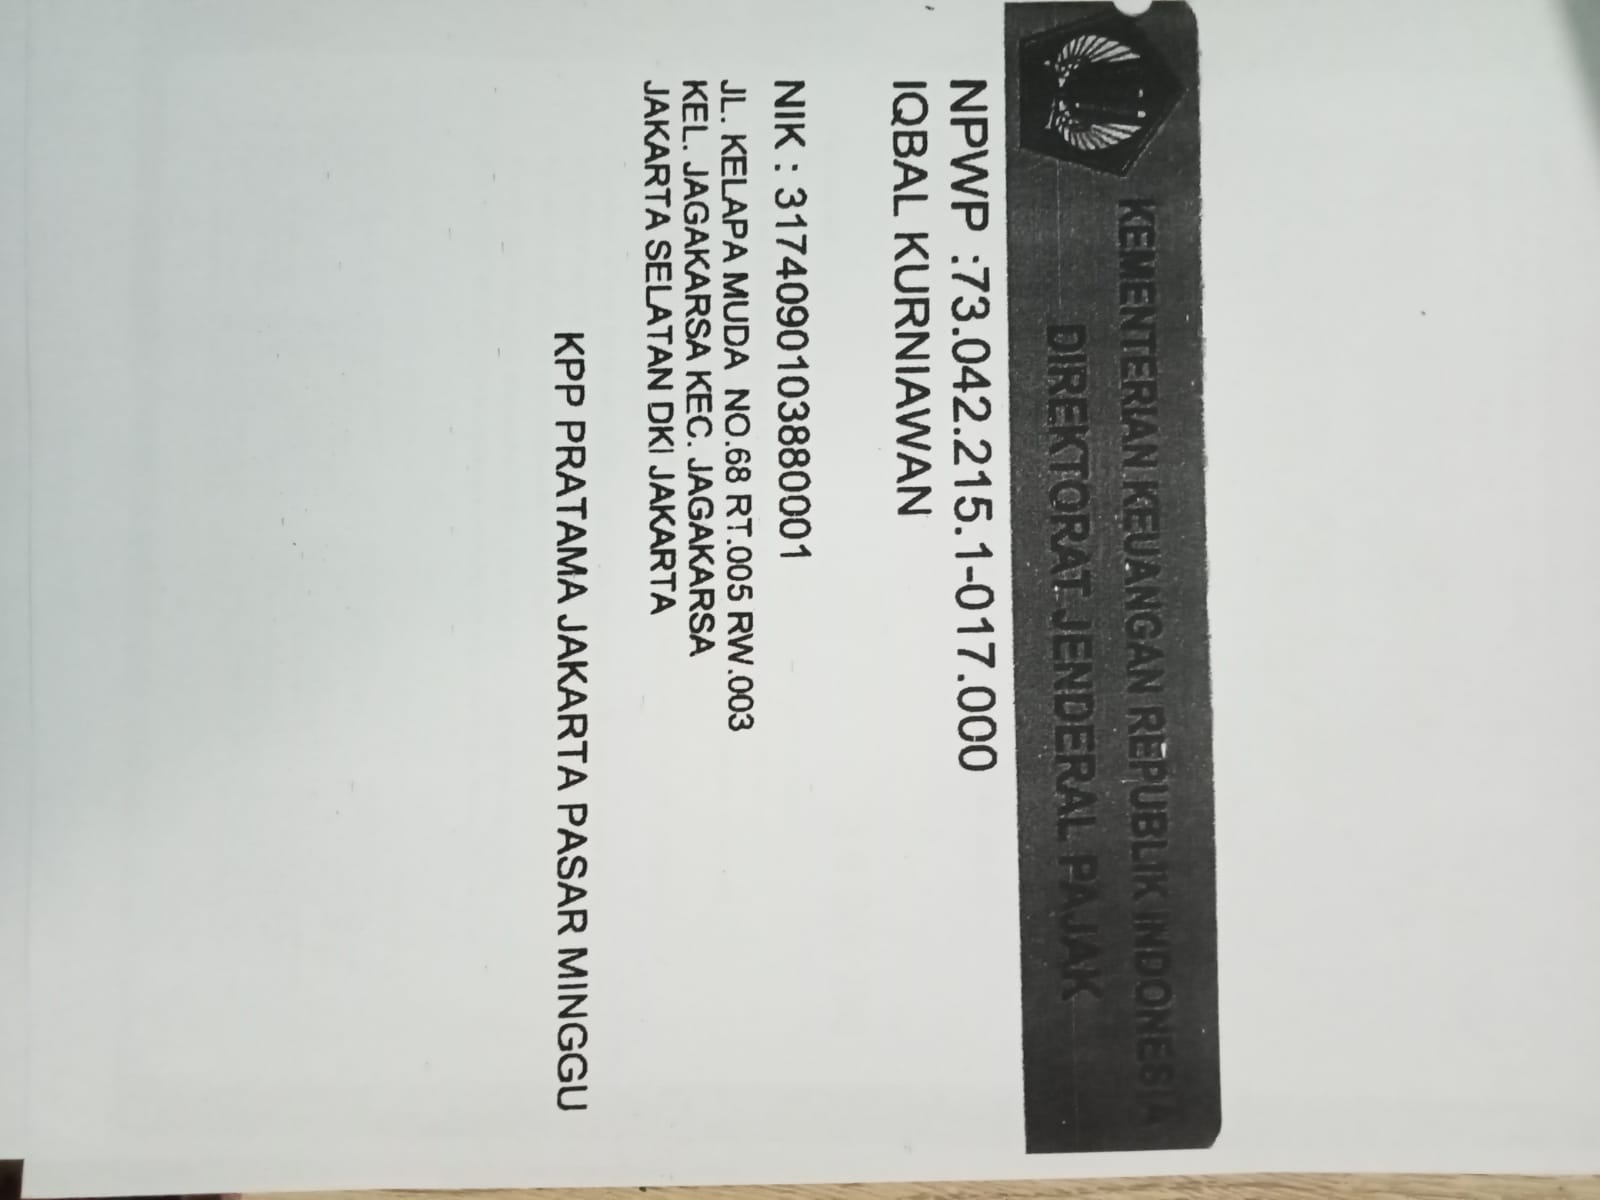 KEMENTERIAN KEUANGAN REPUBLIK INDONESIA
DIREKTORAT JENDERAL PAJAK
NPWP :73.042.215.1-017.000
IQBAL KURNIAWAN
NIK : 3174090103880001
JL. KELAPA MUDA NO.68 RT.005 RW.003
KEL. JAGAKARSA KEC. JAGAKARSA
JAKARTA SELATAN DKI JAKARTA
KPP PRATAMA JAKARTA PASAR MINGGU